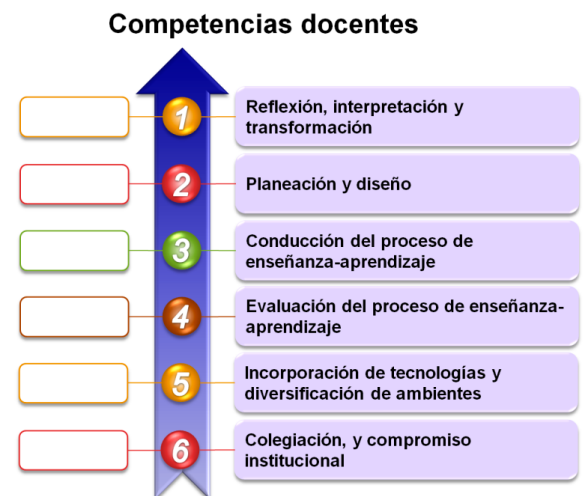 Competencias docentes
1
Reflexión, interpretación y
transformación
2
Planeación y diseño
3
Conducción del proceso de
enseñanza-aprendizaje
4
Evaluación del proceso de enseñanza-
aprendizaje
5
Incorporación de tecnologías y
diversificación de ambientes
6
Colegiación, y compromiso
institucional